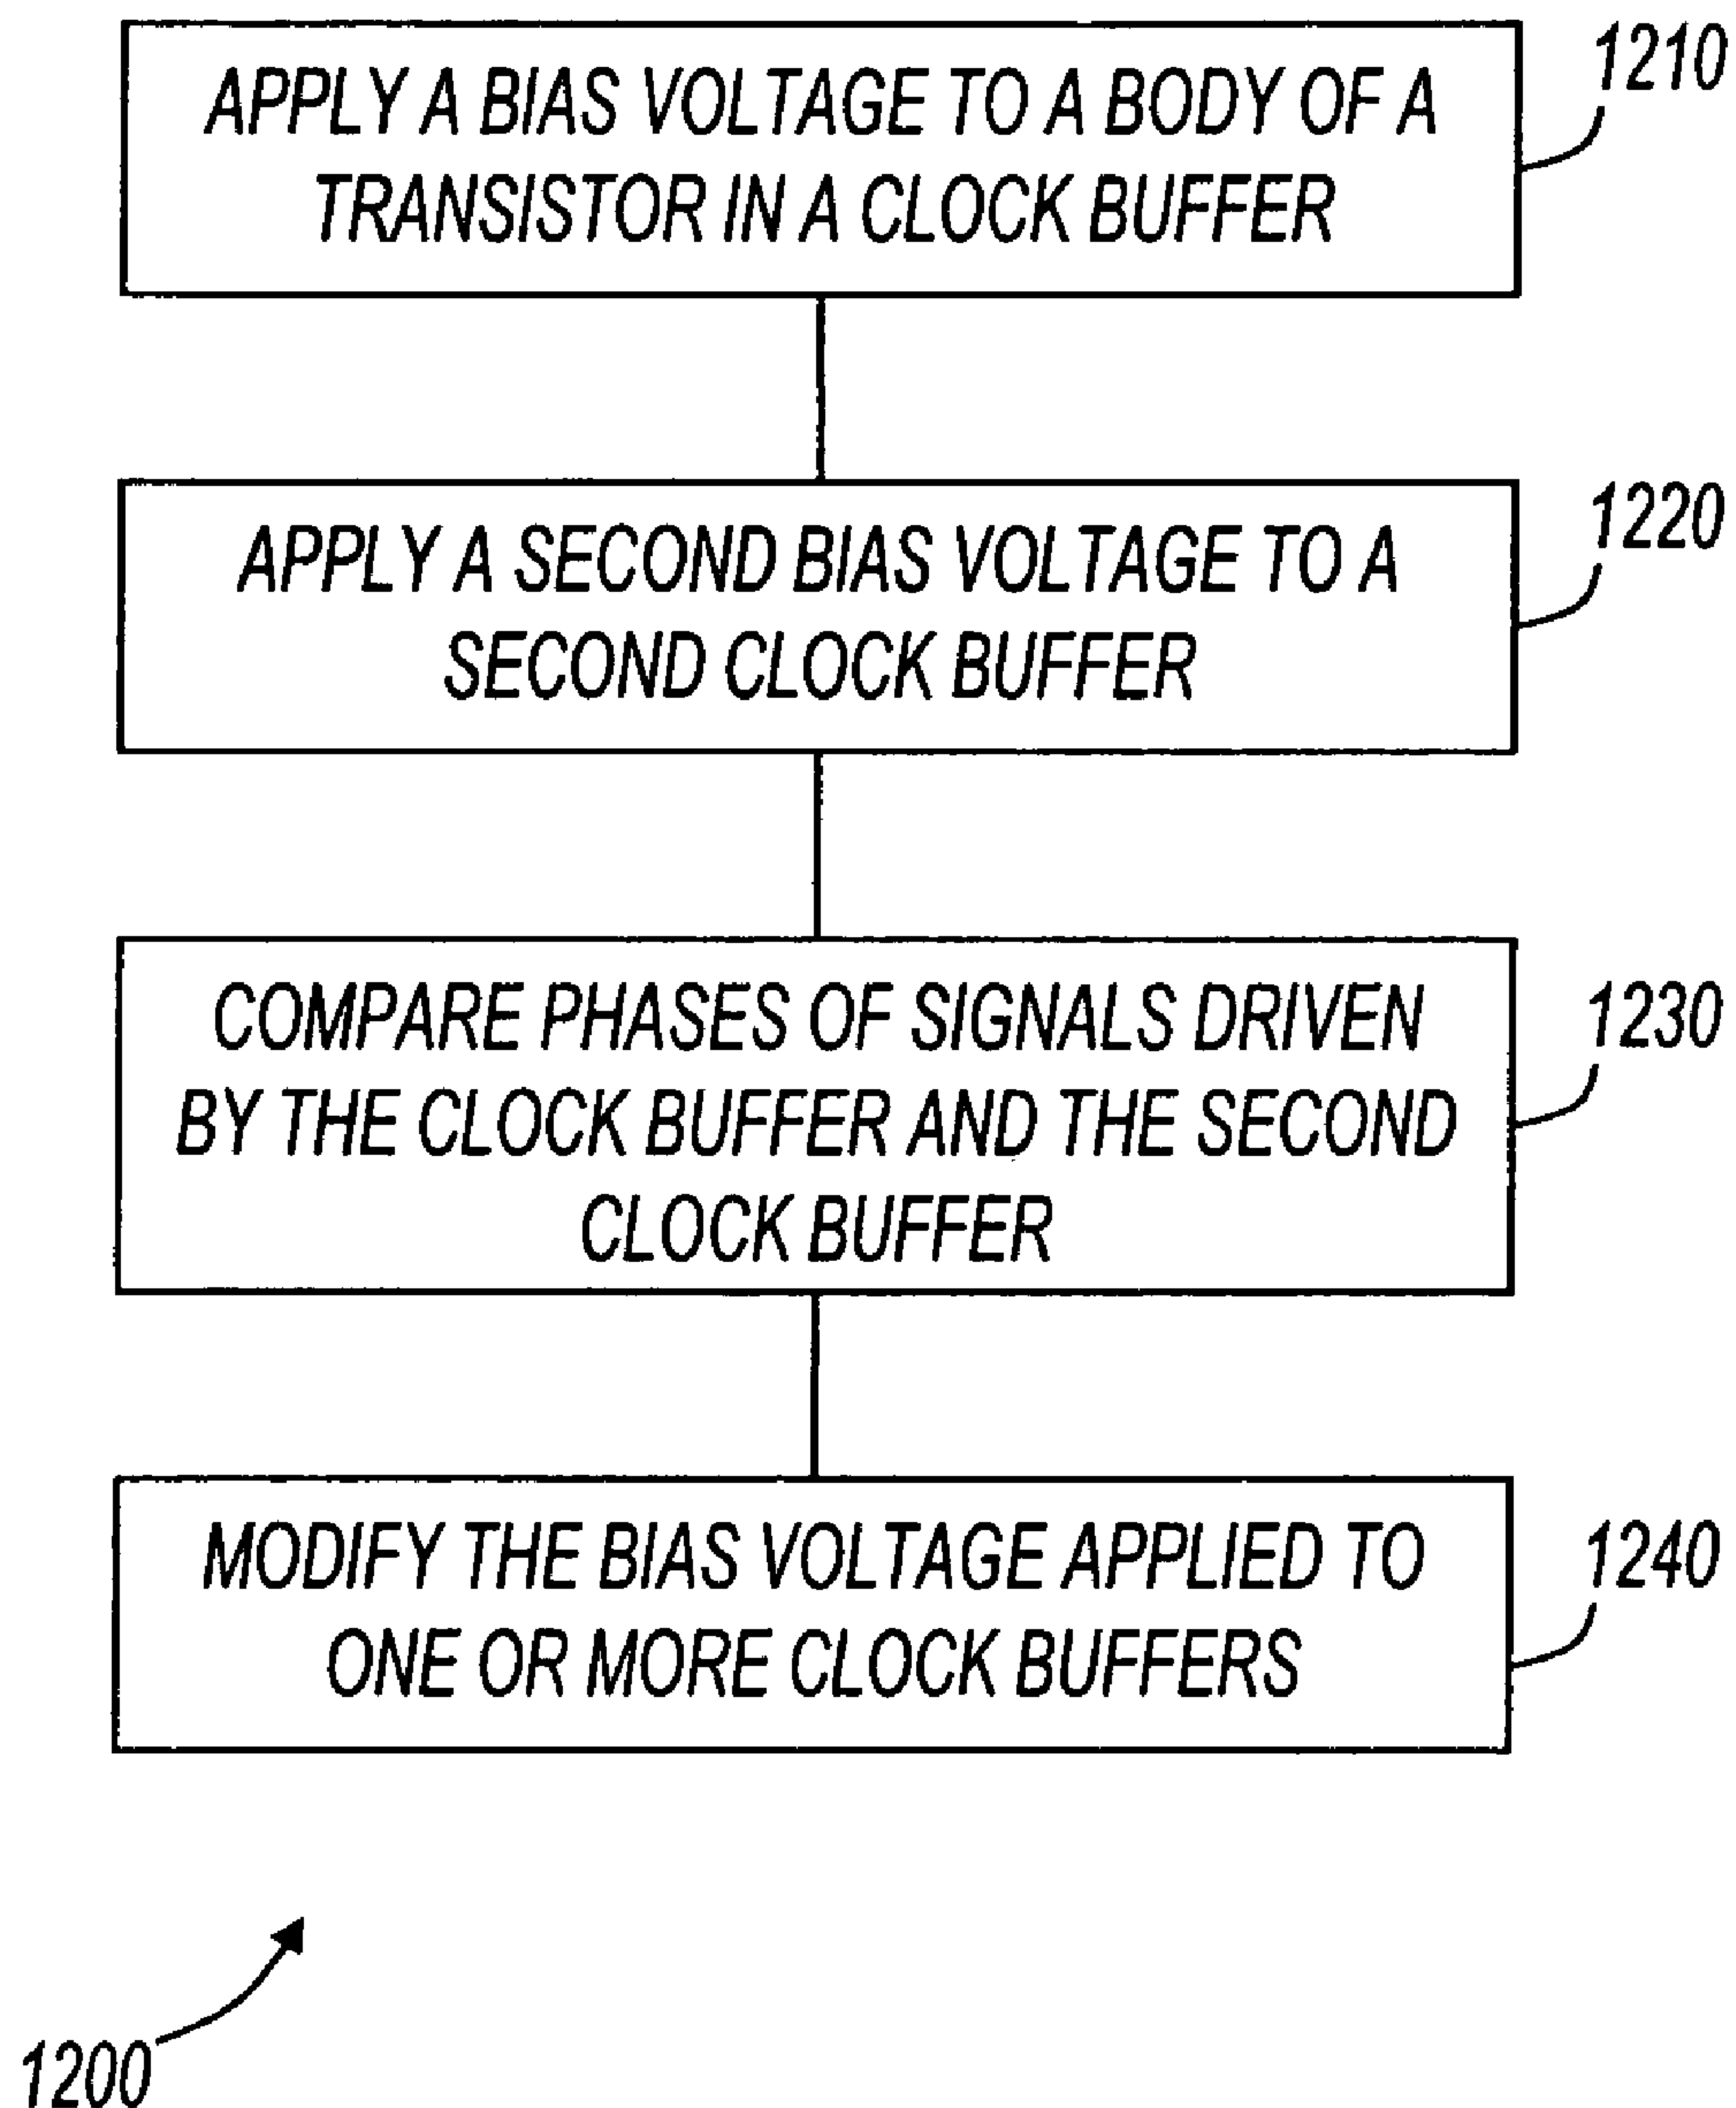 APPLY A BIAS VOLTAGE TO A BODY OF A
TRANSISTOR IN A CLOCK BUFFER
1210
APPLY A SECOND BIAS VOLTAGE TO A
SECOND CLOCK BUFFER
1220
COMPARE PHASES OF SIGNALS DRIVEN
BY THE CLOCK BUFFER AND THE SECOND
CLOCK BUFFER
1230
MODIFY THE BIAS VOLTAGE APPLIED TO
ONE OR MORE CLOCK BUFFERS
1240
1200